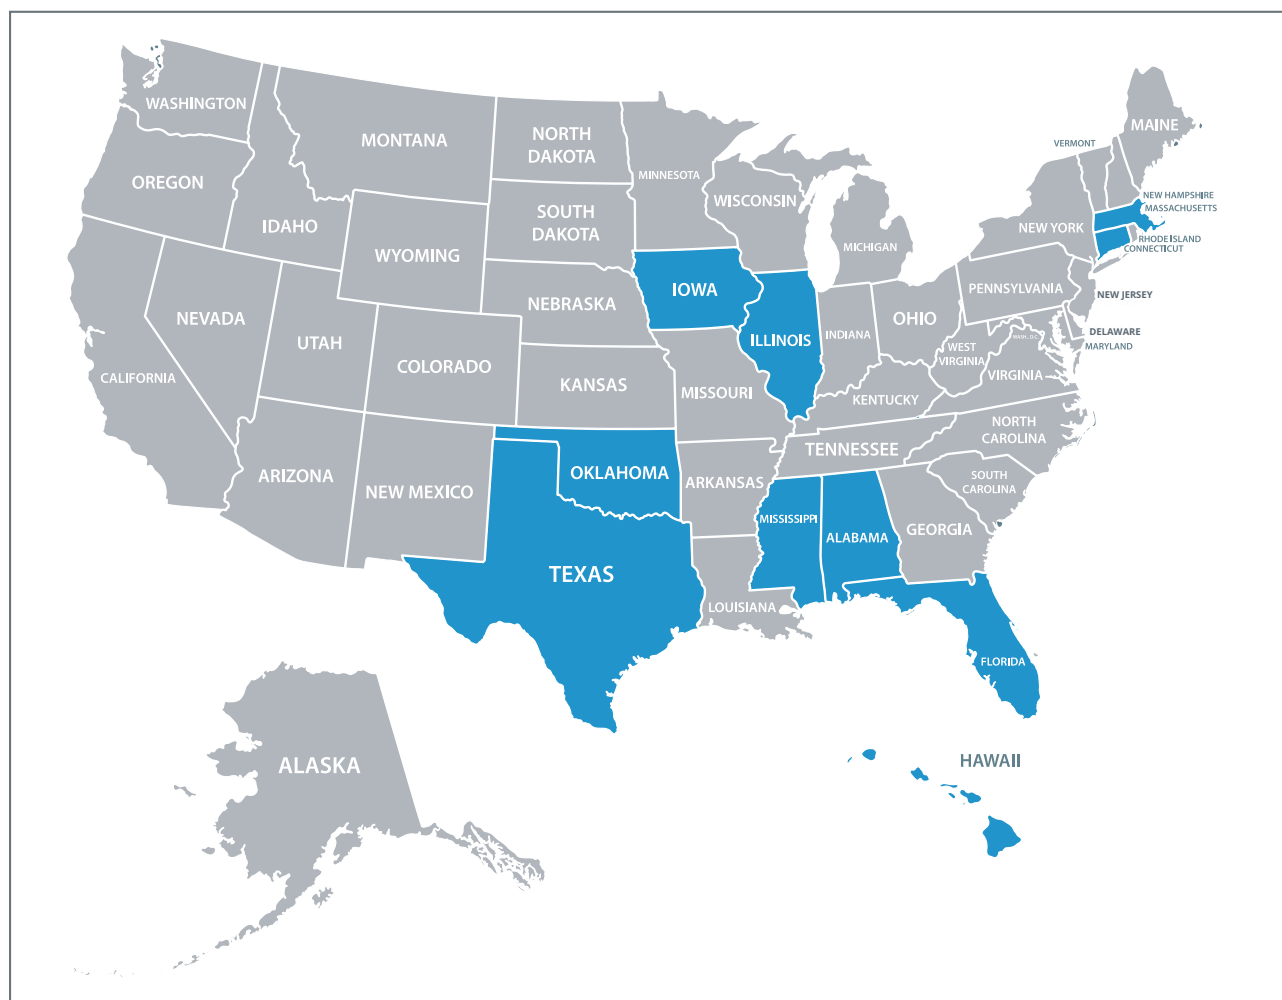 WASHINGTON
MONTANA
NORTH
DAKOTA
MINNESOTA
MAINE
VERMONT
OREGON
IDAHO
WYOMING
SOUTH
DAKOTA
WISCONSIN
MICHIGAN
NEW YORK
NEW HAMPSHIRE
MASSACHUSETTS
RHODE ISLAND
CONNECTICUT
NEVADA
UTAH
COLORADO
NEBRASKA
IOWA
ILLINOIS
INDIANA
OHIO
PENNSYLVANIA
NEW JERSEY
DELAWARE
MARYLAND
WASH., D.C.
WEST
VIRGINIA
VIRGINIA
CALIFORNIA
KANSAS
MISSOURI
KENTUCKY
NORTH
CAROLINA
TENNESSEE
ARIZONA
NEW MEXICO
OKLAHOMA
ARKANSAS
SOUTH
CAROLINA
MISSISSIPPI
ALABAMA
GEORGIA
TEXAS
LOUISIANA
FLORIDA
ALASKA
HAWAII